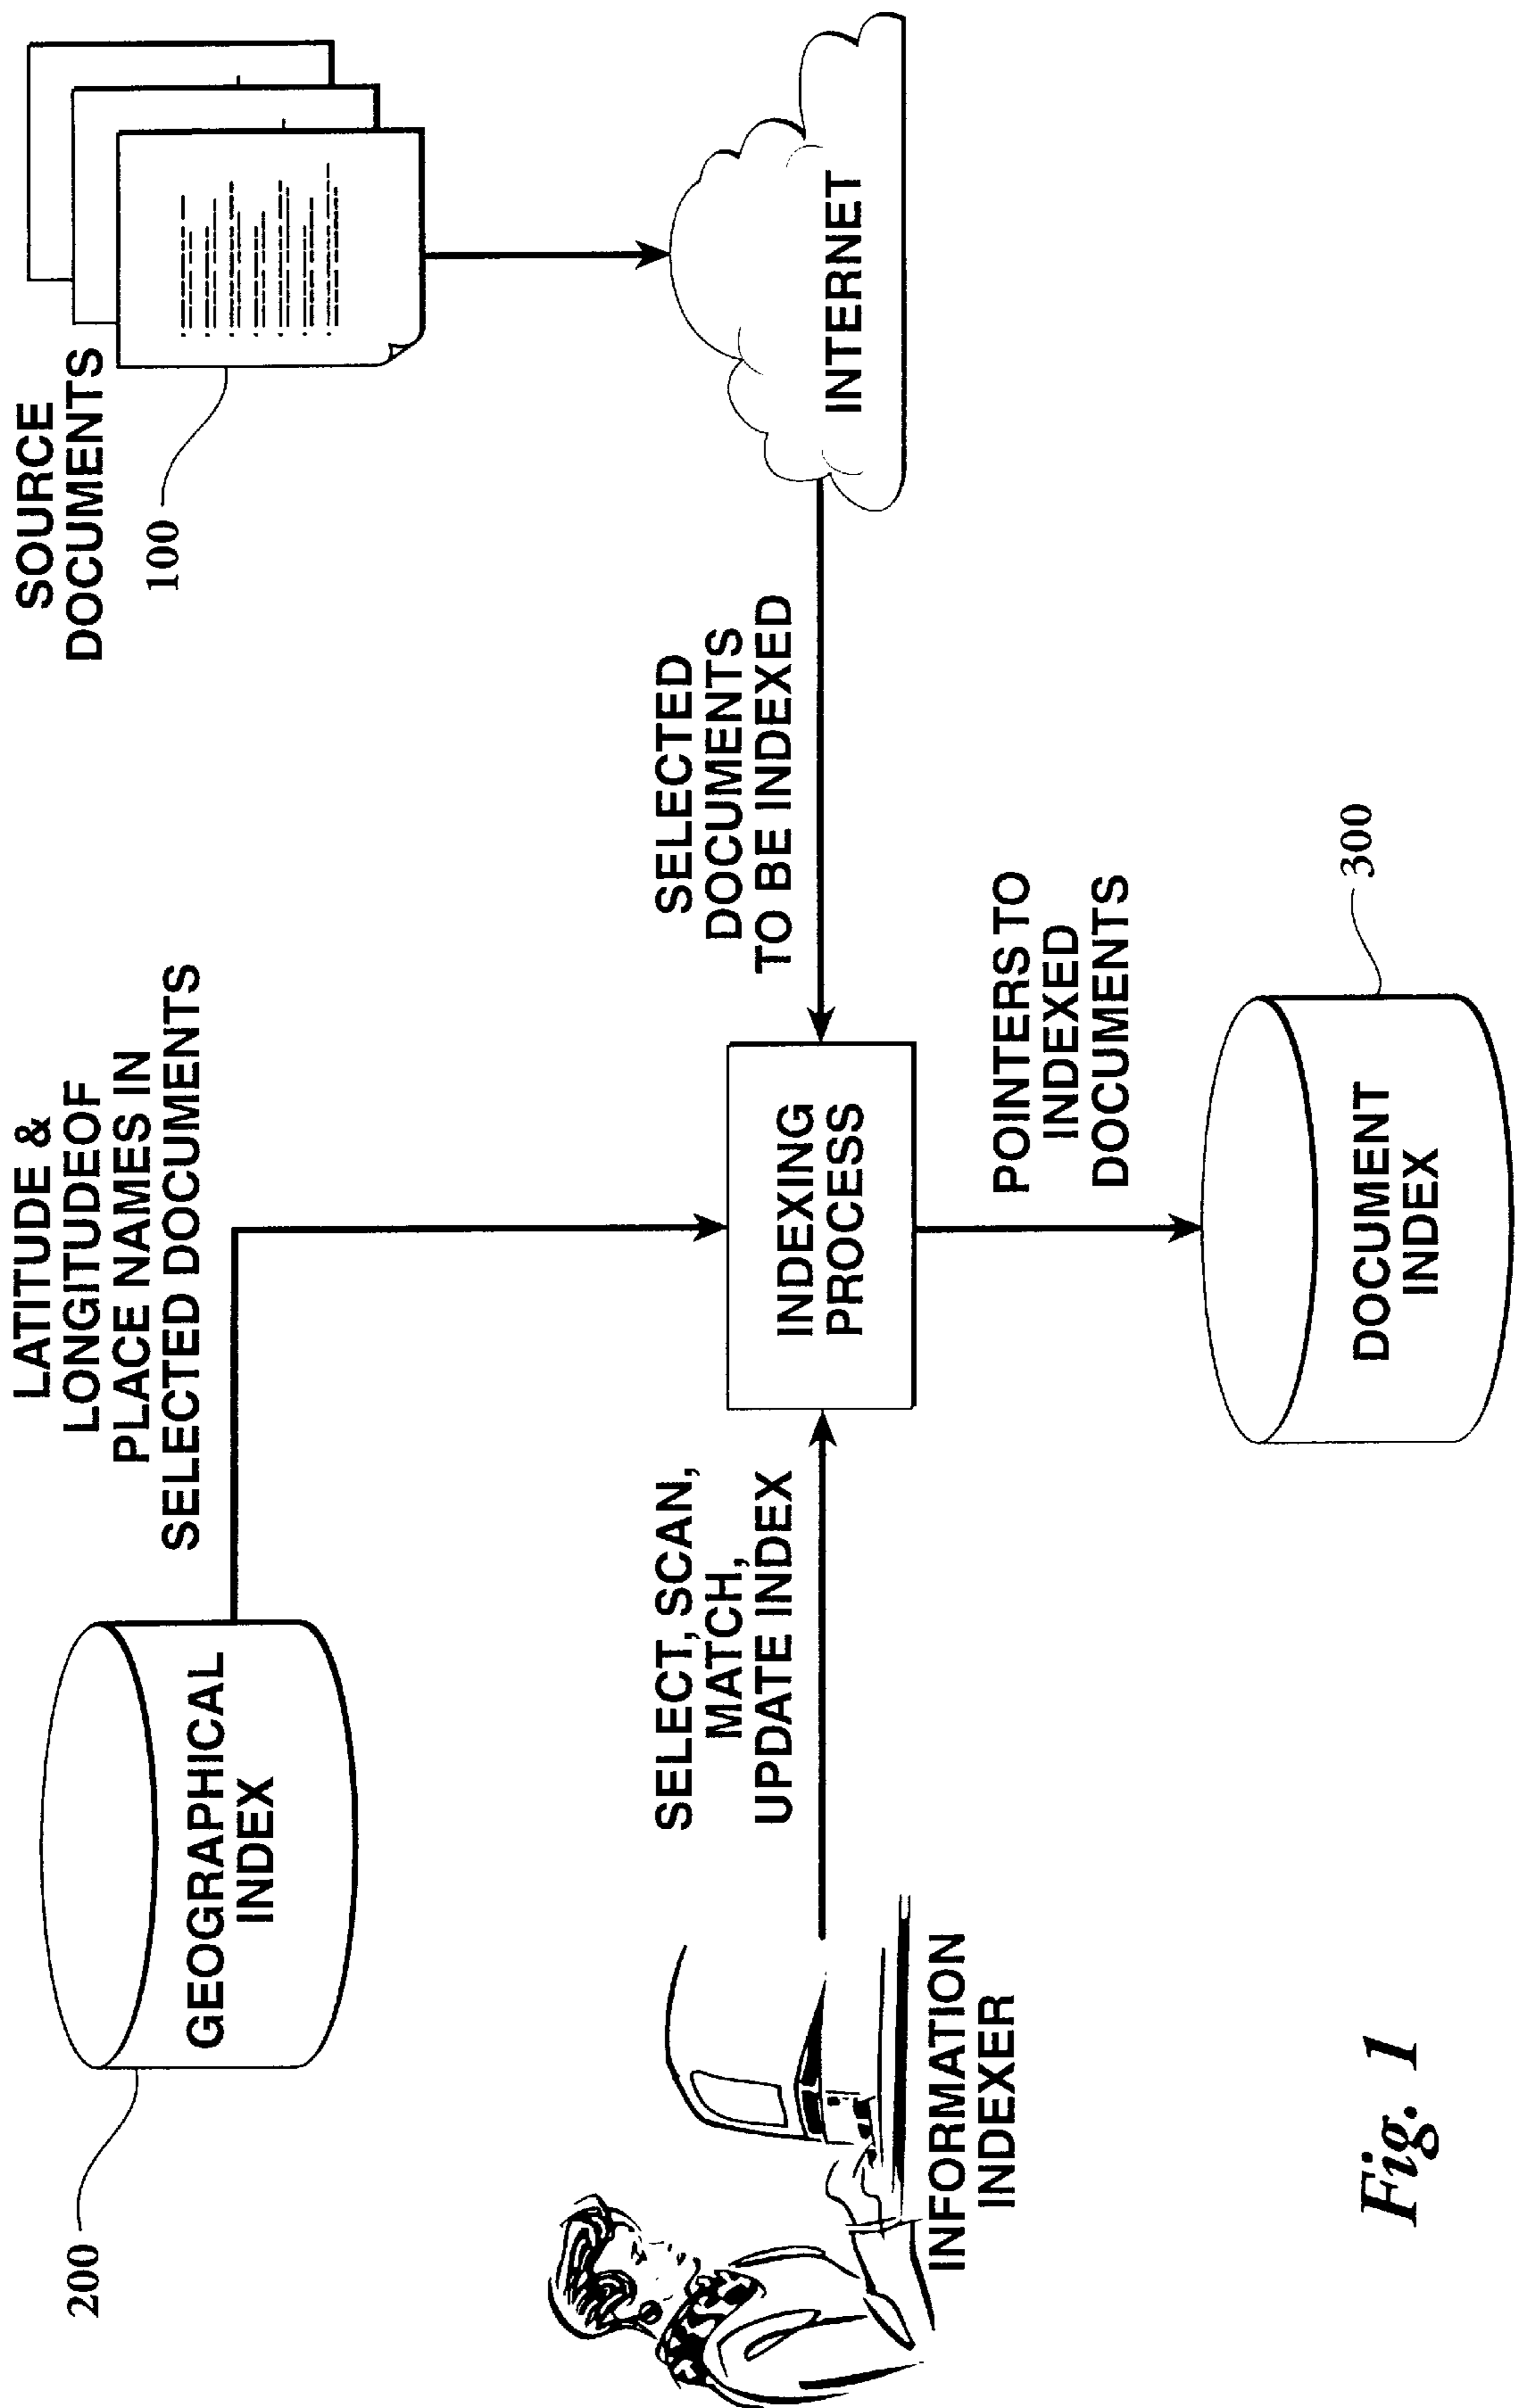 200
GEOGRAPHICAL
INDEX
LATITUDE &
LONGITUDEOF
PLACE NAMES IN
SELECTED DOCUMENTS
SOURCE
DOCUMENTS
100
INFORMATION
INDEXER
SELECT, SCAN,
MATCH,
UPDATE INDEX
INDEXING
PROCESS
SELECTED
DOCUMENTS
TO BE INDEXED
INTERNET
POINTERS TO
INDEXED
DOCUMENTS
DOCUMENT
INDEX
300
Fig. 1